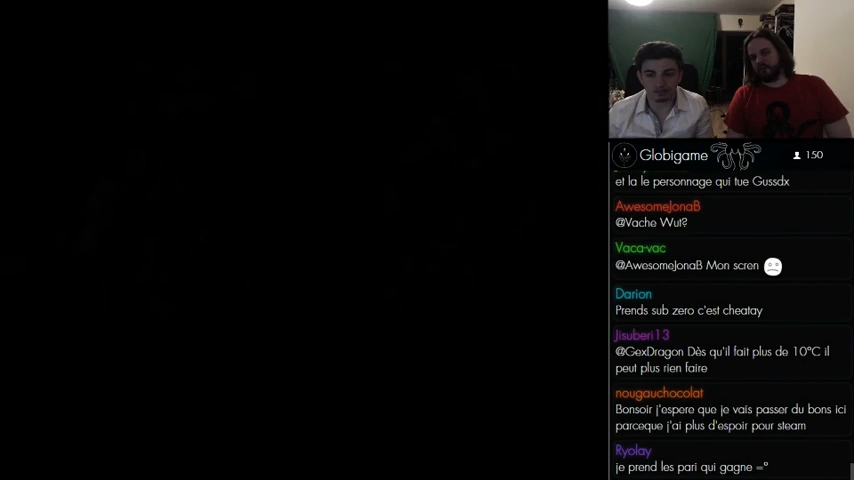 Globigame
150
et la le personnage qui tue Gussdx
AwesomeJonaB
@Vache Wut?
Vaca-vac
@AwesomeJonaB Mon scren
Darion
Prends sub zero c'est cheatay
Jisuberi13
@GexDragon Dès qu'il fait plus de 10°C il
peut plus rien faire
nougauchocolat
Bonsoir j'espere que je vais passer du bons ici
parceque j'ai plus d'espoir pour steam
Ryolay
je prend les pari qui gagne =°